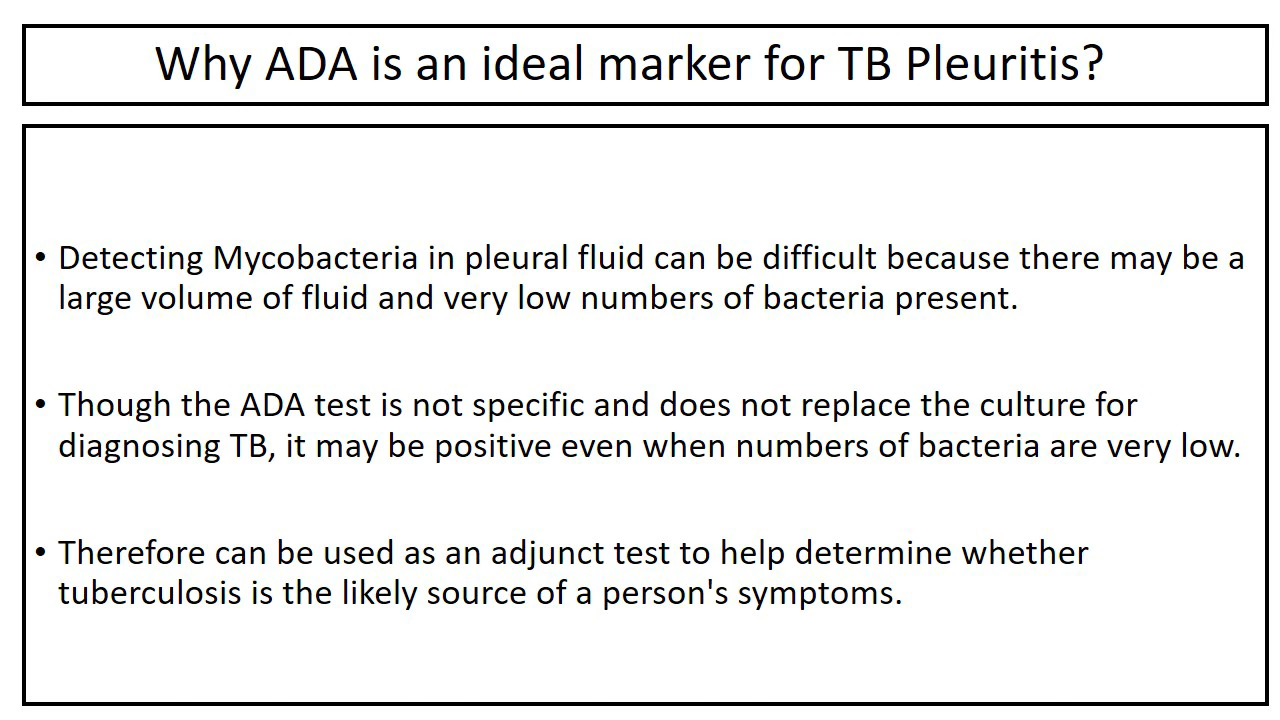 Why ADA is an ideal marker for TB Pleuritis?
• Detecting Mycobacteria in pleural fluid can be difficult because there may be a
large volume of fluid and very low numbers of bacteria present.
• Though the ADA test is not specific and does not replace the culture for
diagnosing TB, it may be positive even when numbers of bacteria are very low.
• Therefore can be used as an adjunct test to help determine whether
tuberculosis is the likely source of a person's symptoms.